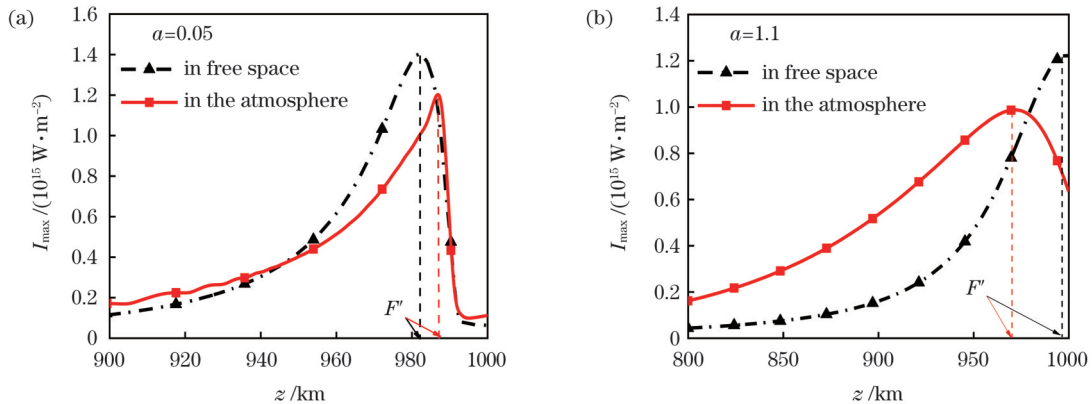 (a)
a=0.05
in free space
in the atmosphere
I_max /(10^15 W·m^-2)
1.6
1.4
1.2
1.0
0.8
0.6
0.4
0.2
0
F'
900
920
940
960
980
1000
z /km
(b)
a=1.1
in free space
in the atmosphere
I_max /(10^15 W·m^-2)
1.4
1.2
1.0
0.8
0.6
0.4
0.2
0
F'
800
850
900
950
1000
z /km